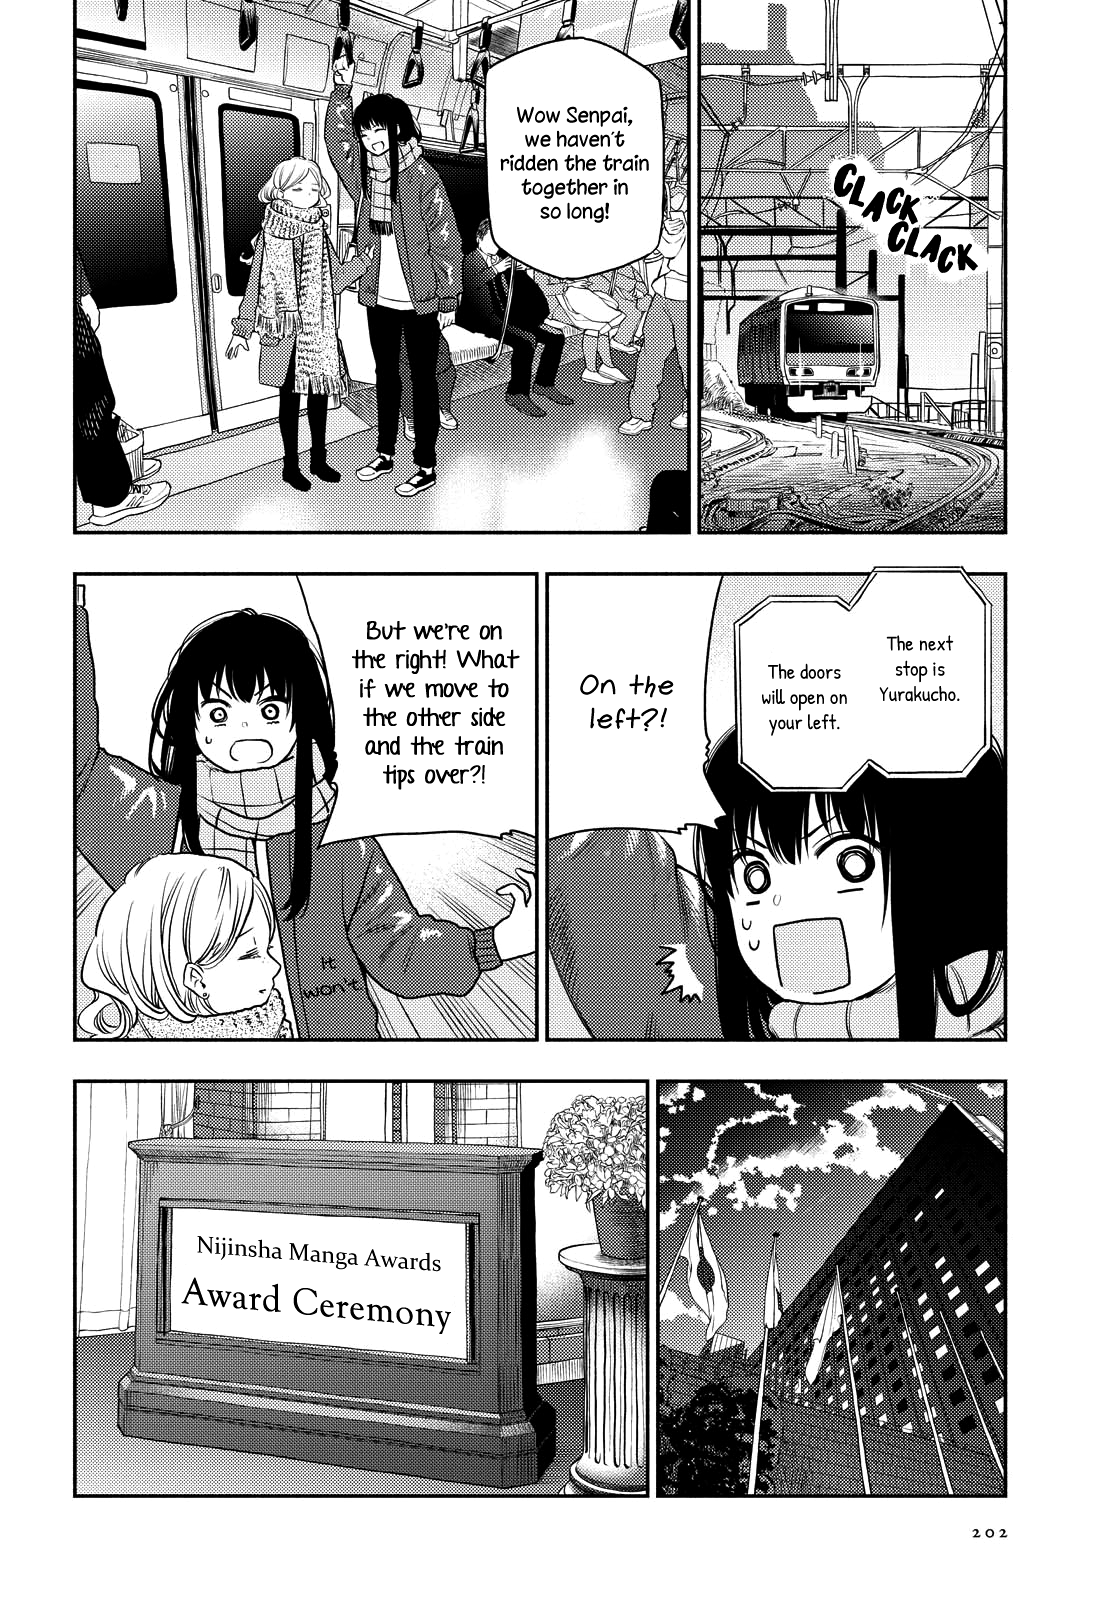 CLACK
CLACK
Wow Senpai,
we haven't
ridden the train
together in
so long!
The next
stop is
Yurakucho.
The doors
will open on
your left.
On the
left?!
But we're on
the right! What
if we move to
the other side
and the train
tips over?!
It
won't.
Nijinsha Manga Awards
Award Ceremony
202